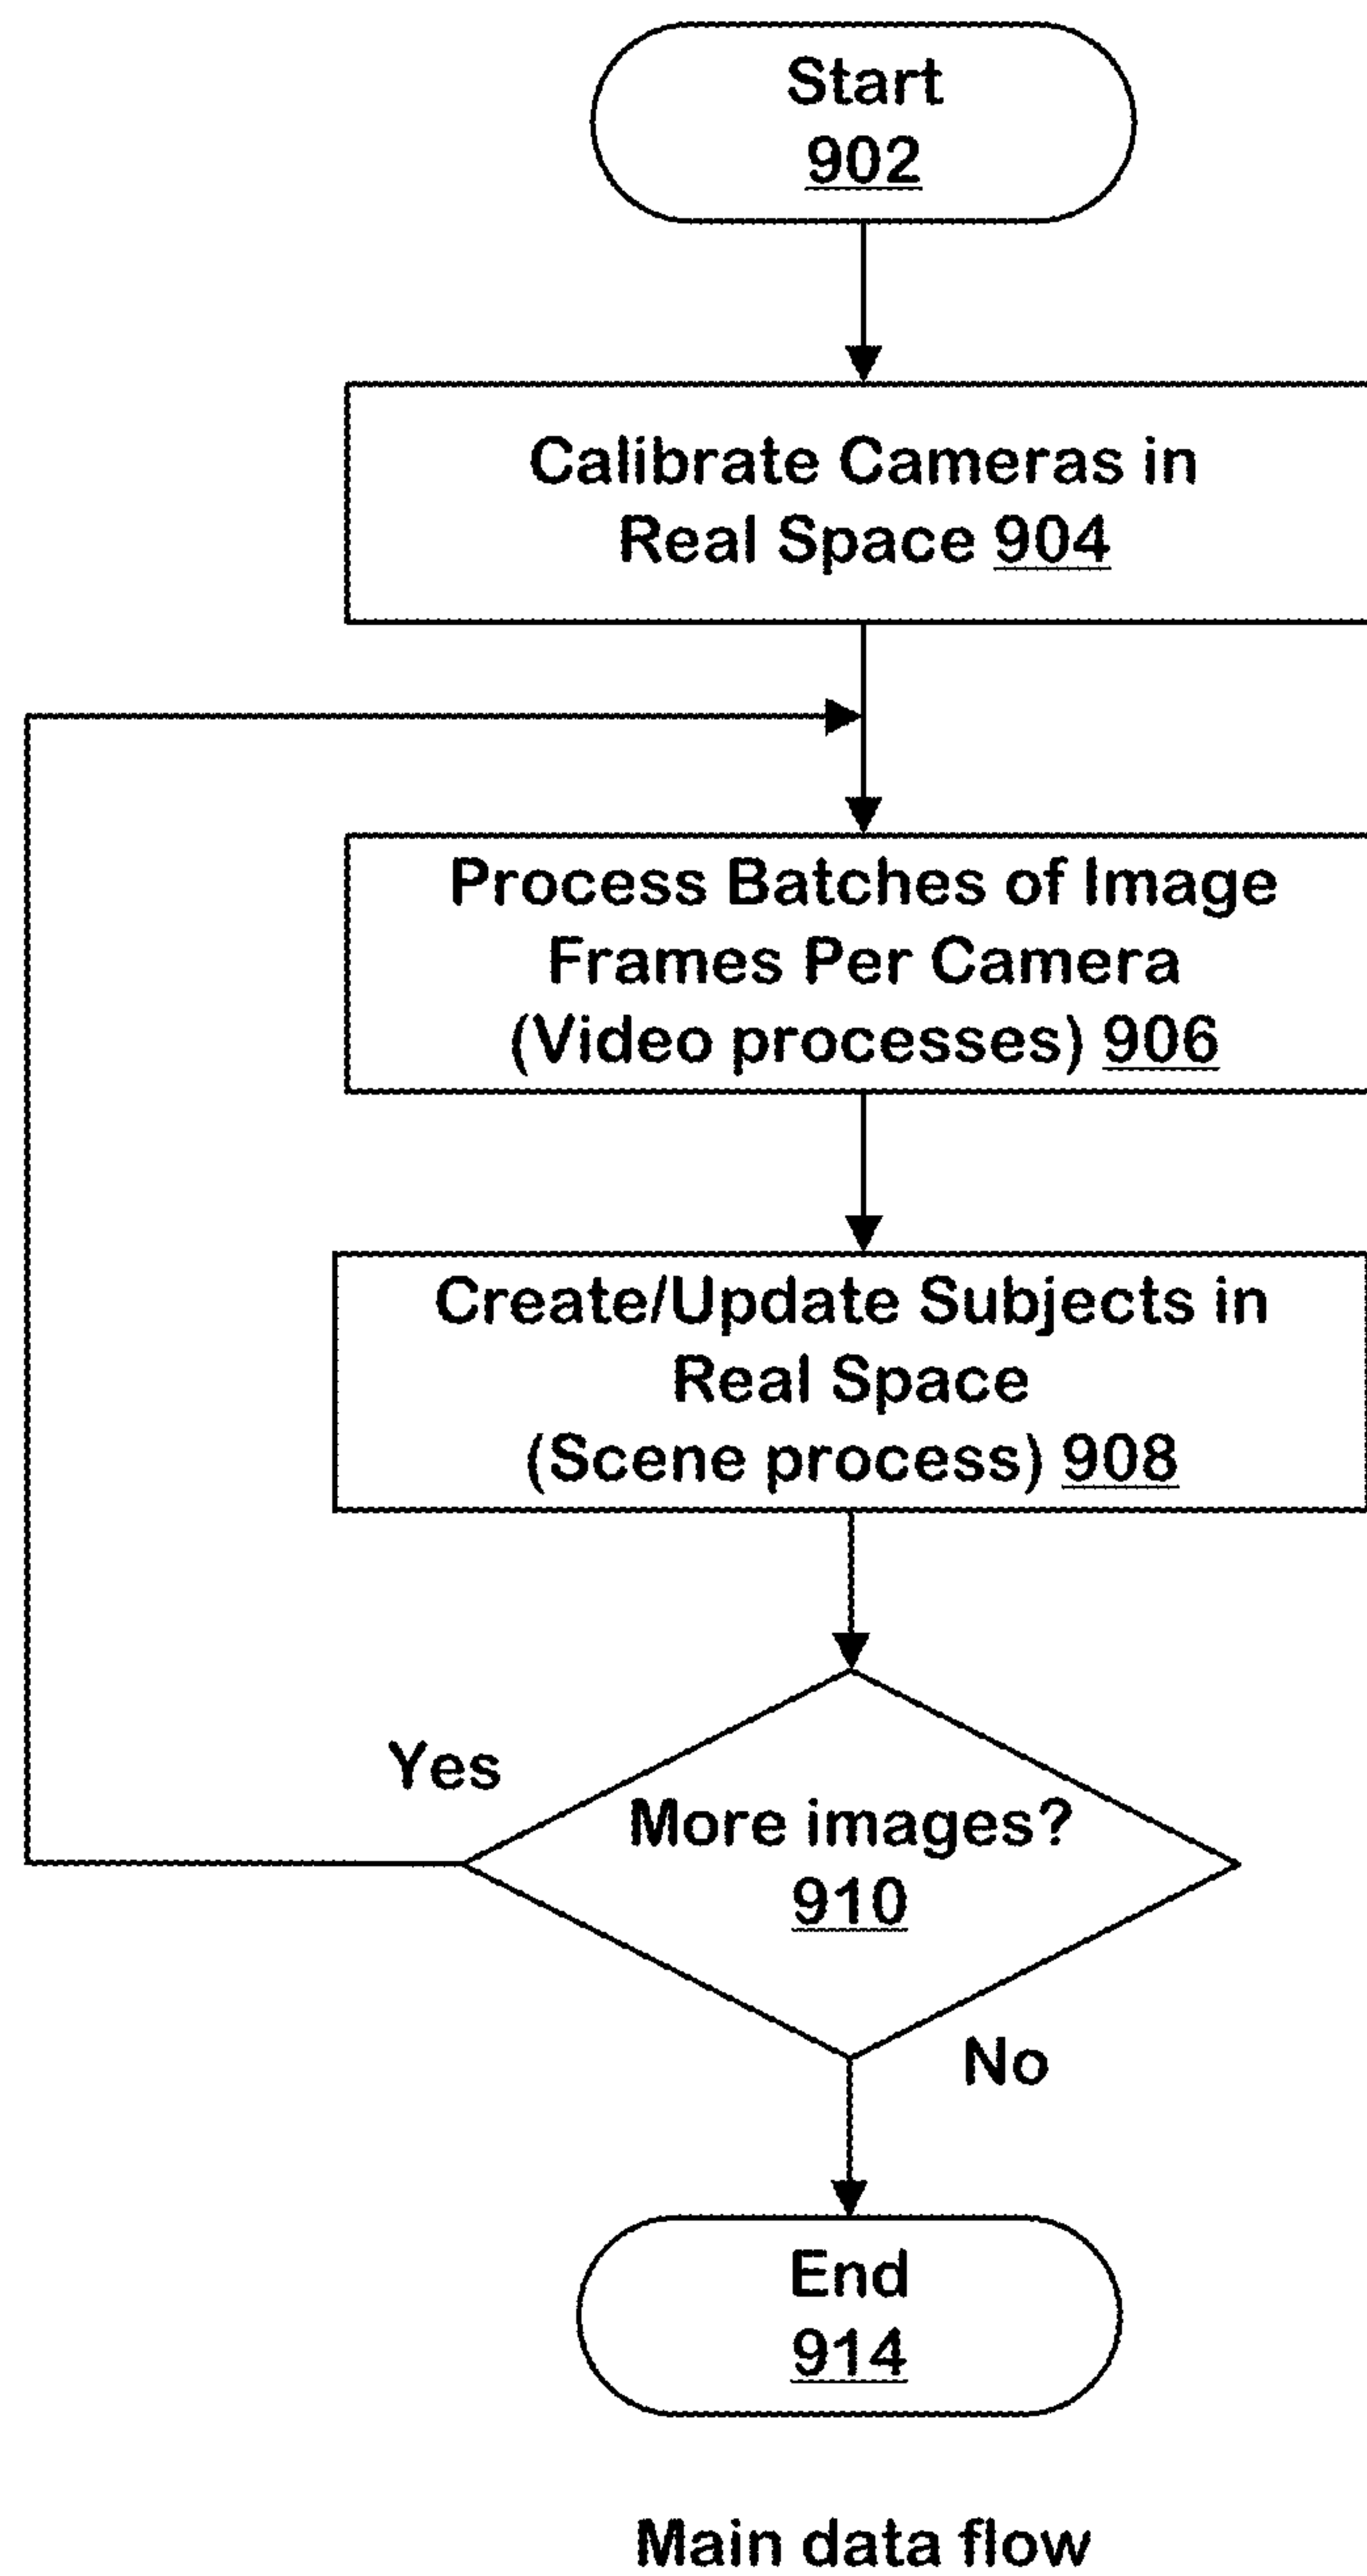 Start
902
Calibrate Cameras in
Real Space 904
Process Batches of Image
Frames Per Camera
(Video processes) 906
Create/Update Subjects in
Real Space
(Scene process) 908
Yes
More images?
910
No
End
914
Main data flow